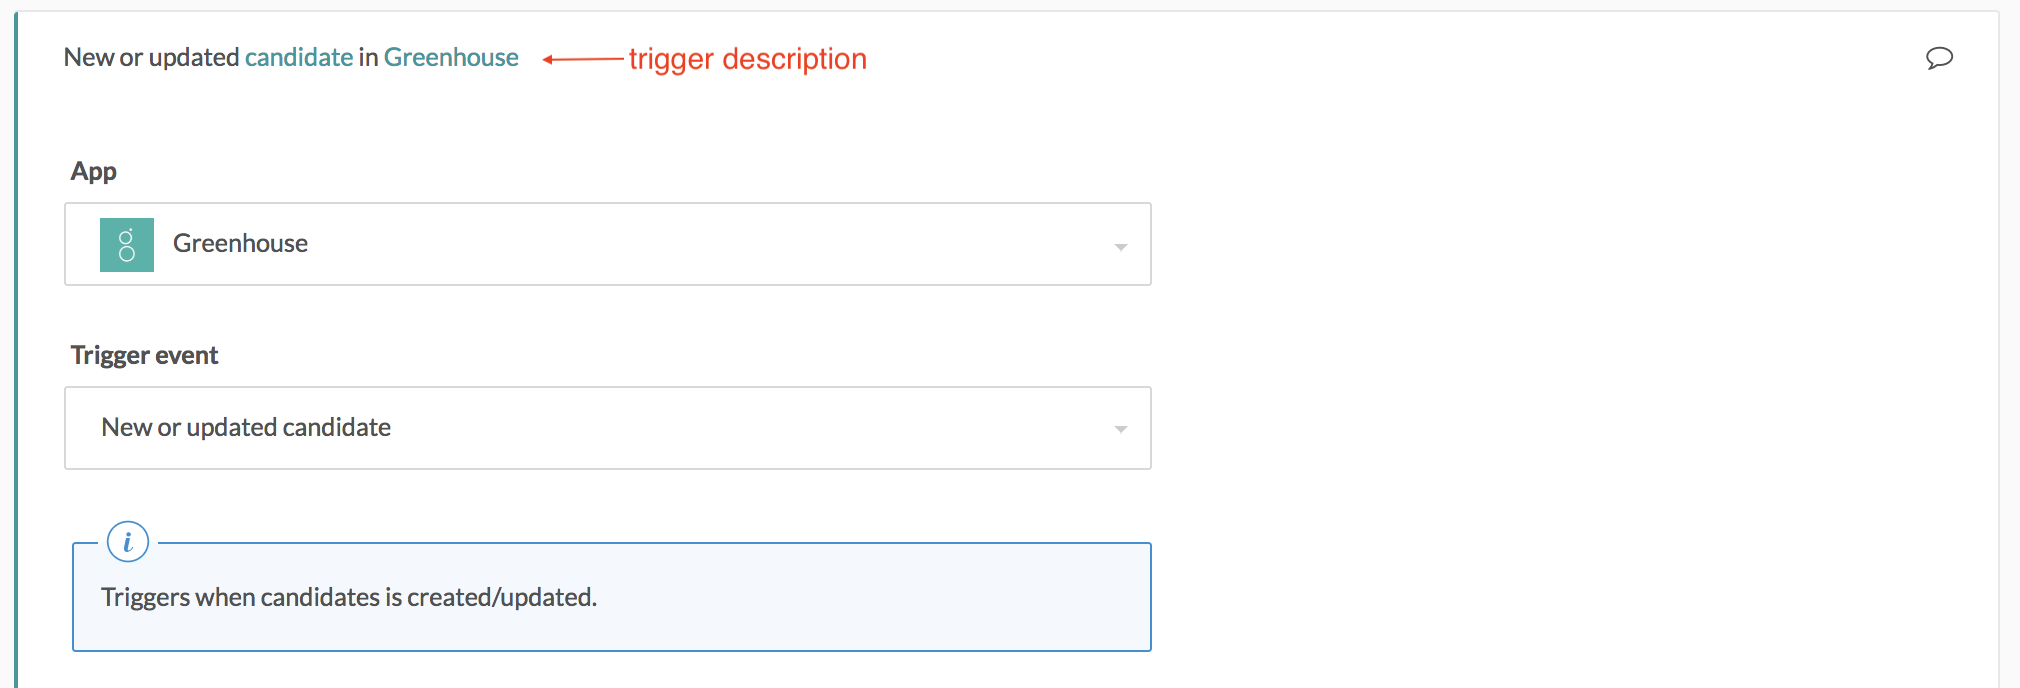 New or updated candidate in Greenhouse trigger description
App
Greenhouse
Trigger event
New or updated candidate
i
Triggers when candidates is created/updated.